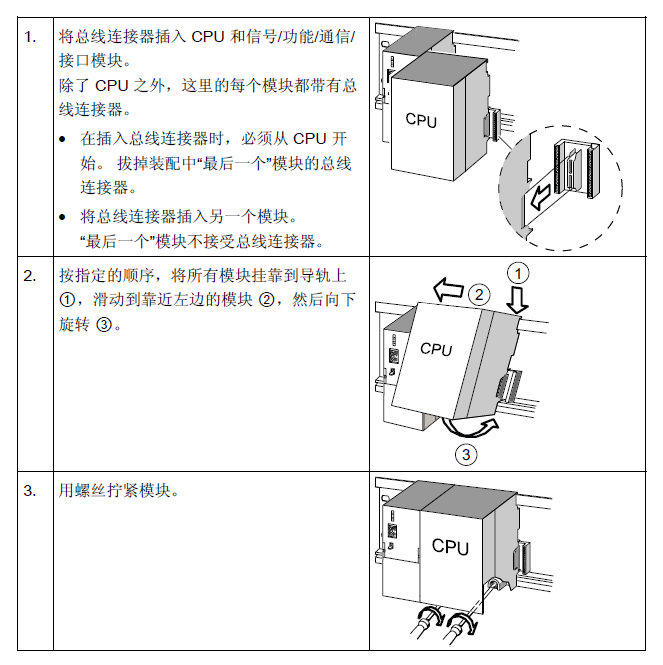 1.
将总线连接器插入 CPU 和信号/功能/通信/
接口模块。
除了 CPU 之外，这里的每个模块都带有总
线连接器。
• 在插入总线连接器时，必须从 CPU 开
始。 拔掉装配中“最后一个”模块的总线
连接器。
• 将总线连接器插入另一个模块。
“最后一个”模块不接受总线连接器。
CPU
2.
按指定的顺序，将所有模块挂靠到导轨上
①，滑动到靠近左边的模块 ②，然后向下
旋转 ③。
①
②
CPU
③
3.
用螺丝拧紧模块。
CPU